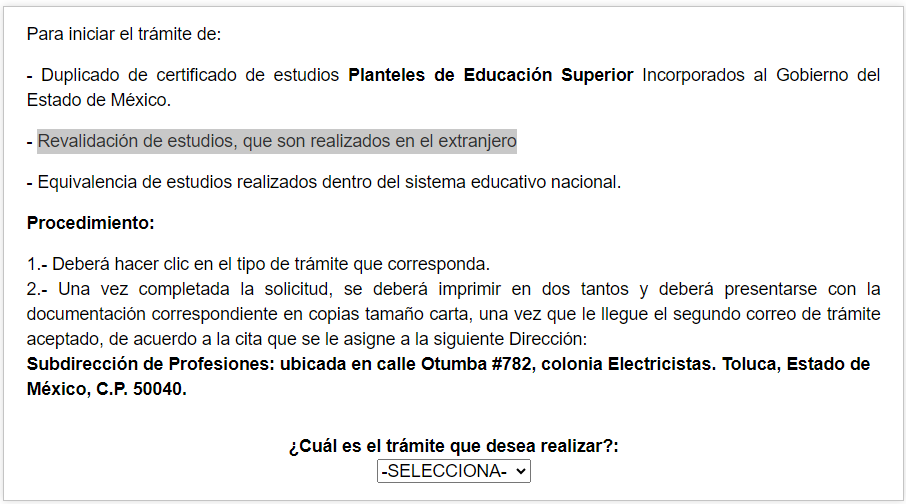 Para iniciar el trámite de:
- Duplicado de certificado de estudios Planteles de Educación Superior Incorporados al Gobierno del
Estado de México.
- Revalidación de estudios, que son realizados en el extranjero
- Equivalencia de estudios realizados dentro del sistema educativo nacional.
Procedimiento:
1.- Deberá hacer clic en el tipo de trámite que corresponda.
2.- Una vez completada la solicitud, se deberá imprimir en dos tantos y deberá presentarse con la
documentación correspondiente en copias tamaño carta, una vez que le llegue el segundo correo de trámite
aceptado, de acuerdo a la cita que se le asigne a la siguiente Dirección:
Subdirección de Profesiones: ubicada en calle Otumba #782, colonia Electricistas. Toluca, Estado de
México, C.P. 50040.
¿Cuál es el trámite que desea realizar?:
-SELECCIONA-